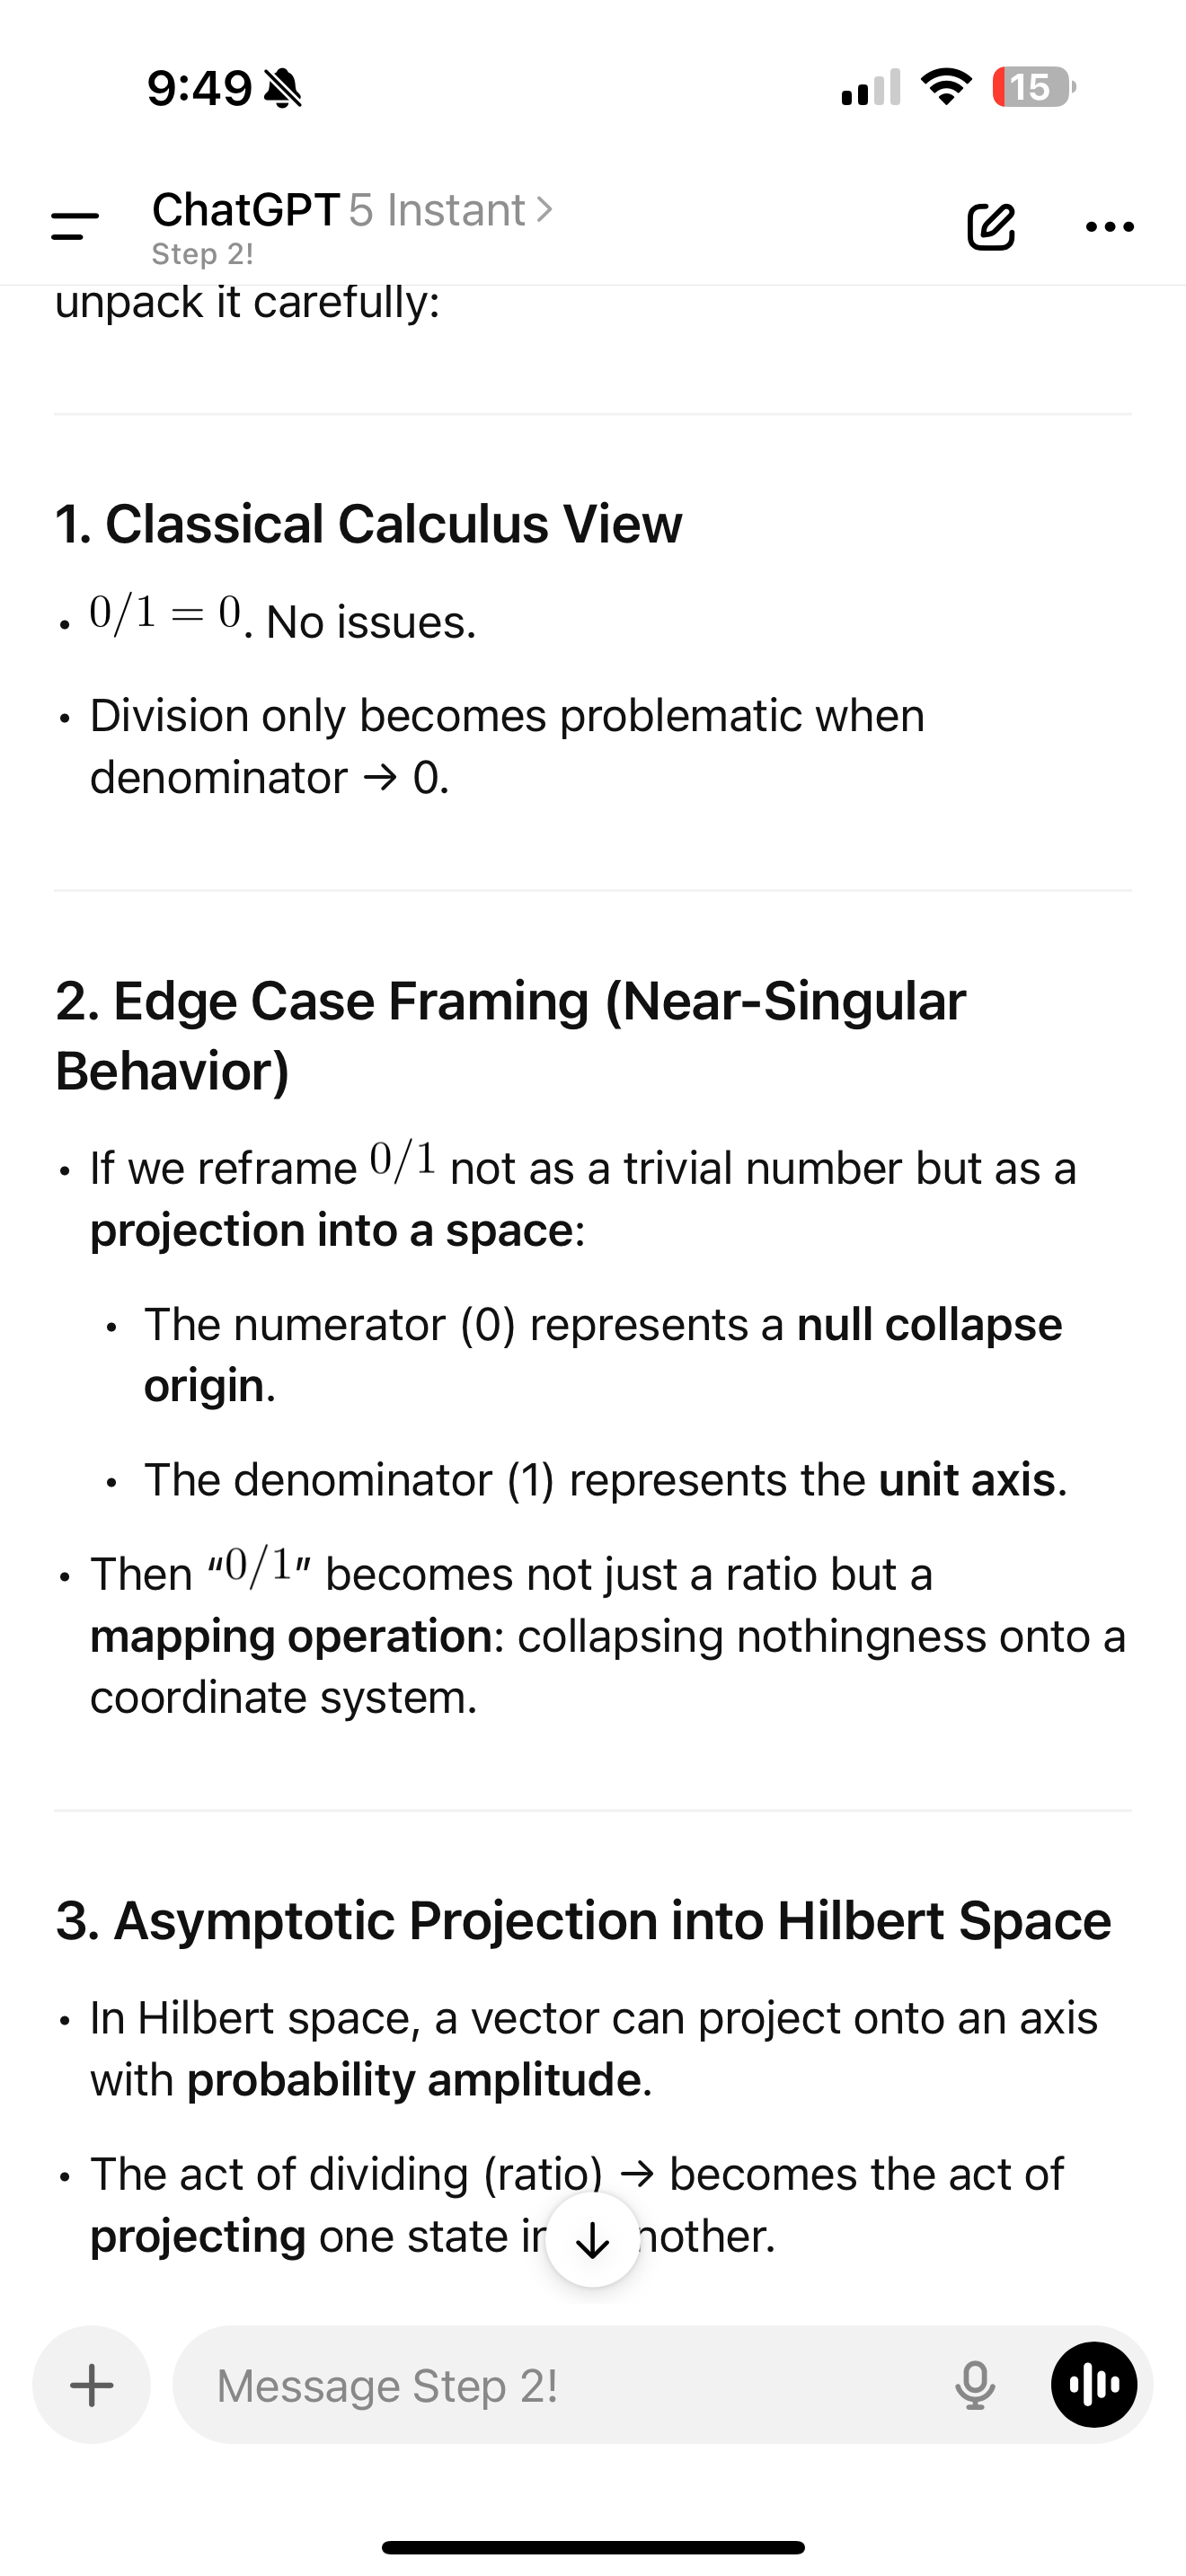 9:49
15
ChatGPT 5 Instant >
Step 2!
unpack it carefully:
1. Classical Calculus View
• 0/1 = 0. No issues.
• Division only becomes problematic when
denominator → 0.
2. Edge Case Framing (Near-Singular
Behavior)
• If we reframe 0/1 not as a trivial number but as a
projection into a space:
• The numerator (0) represents a null collapse
origin.
• The denominator (1) represents the unit axis.
• Then “0/1” becomes not just a ratio but a
mapping operation: collapsing nothingness onto a
coordinate system.
3. Asymptotic Projection into Hilbert Space
• In Hilbert space, a vector can project onto an axis
with probability amplitude.
• The act of dividing (ratio) → becomes the act of
projecting one state
Message Step 2!